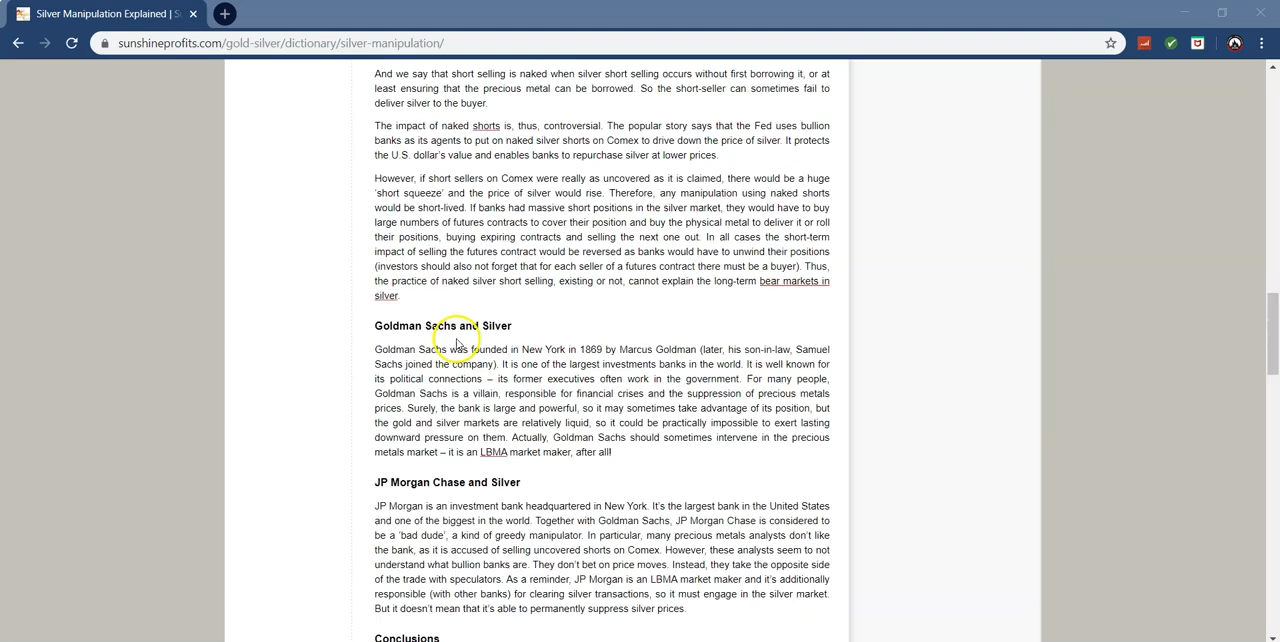 Silver Manipulation Explained | S
sunshineprofits.com/gold-silver/dictionary/silver-manipulation/
And we say that short selling is naked when silver short selling occurs without first borrowing it, or at
least ensuring that the precious metal can be borrowed. So the short-seller can sometimes fail to
deliver silver to the buyer.
The impact of naked shorts is, thus, controversial. The popular story says that the Fed uses bullion
banks as its agents to put on naked silver shorts on Comex to drive down the price of silver. It protects
the U.S. dollar's value and enables banks to repurchase silver at lower prices.
However, if short sellers on Comex were really as uncovered as it is claimed, there would be a huge
'short squeeze' and the price of silver would rise. Therefore, any manipulation using naked shorts
would be short-lived. If banks had massive short positions in the silver market, they would have to buy
large numbers of futures contracts to cover their position and buy the physical metal to deliver it or roll
their positions, buying expiring contracts and selling the next one out. In all cases the short-term
impact of selling the futures contract would be reversed as banks would have to unwind their positions
(investors should also not forget that for each seller of a futures contract there must be a buyer). Thus,
the practice of naked silver short selling, existing or not, cannot explain the long-term bear markets in
silver.
Goldman Sachs and Silver
Goldman Sachs was founded in New York in 1869 by Marcus Goldman (later, his son-in-law, Samuel
Sachs joined the company). It is one of the largest investments banks in the world. It is well known for
its political connections – its former executives often work in the government. For many people,
Goldman Sachs is a villain, responsible for financial crises and the suppression of precious metals
prices. Surely, the bank is large and powerful, so it may sometimes take advantage of its position, but
the gold and silver markets are relatively liquid, so it could be practically impossible to exert lasting
downward pressure on them. Actually, Goldman Sachs should sometimes intervene in the precious
metals market – it is an LBMA market maker, after all!
JP Morgan Chase and Silver
JP Morgan is an investment bank headquartered in New York. It's the largest bank in the United States
and one of the biggest in the world. Together with Goldman Sachs, JP Morgan Chase is considered to
be a 'bad dude', a kind of greedy manipulator. In particular, many precious metals analysts don't like
the bank, as it is accused of selling uncovered shorts on Comex. However, these analysts seem to not
understand what bullion banks are. They don't bet on price moves. Instead, they take the opposite side
of the trade with speculators. As a reminder, JP Morgan is an LBMA market maker and it's additionally
responsible (with other banks) for clearing silver transactions, so it must engage in the silver market.
But it doesn't mean that it's able to permanently suppress silver prices.
Conclusions